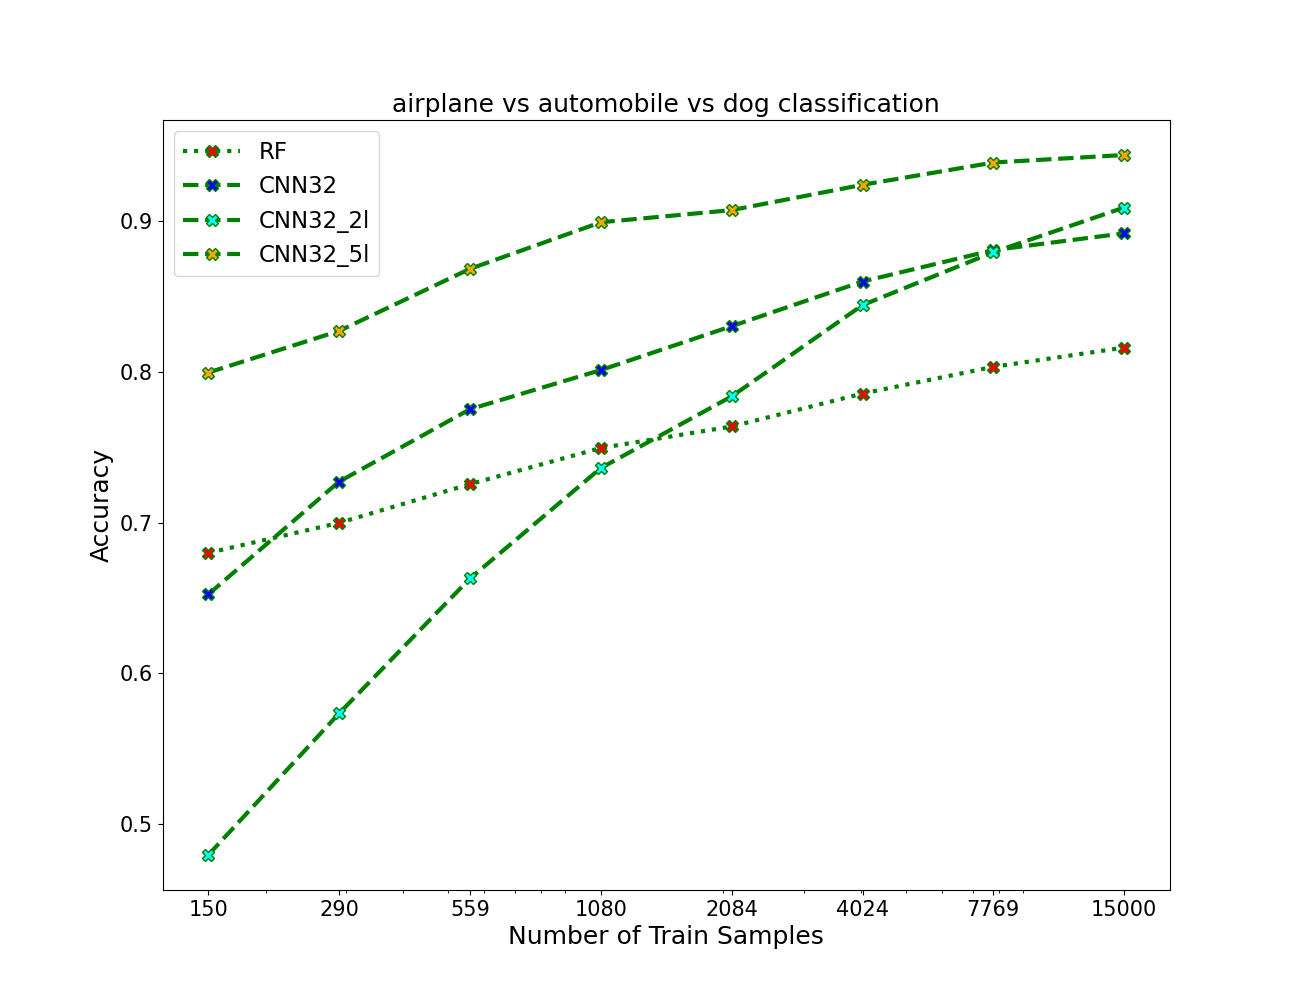 airplane vs automobile vs dog classification
RF
CNN32
CNN32_2l
CNN32_5l
0.9
0.8
0.7
0.6
0.5
Accuracy
150 290 559 1080 2084 4024 7769 15000
Number of Train Samples